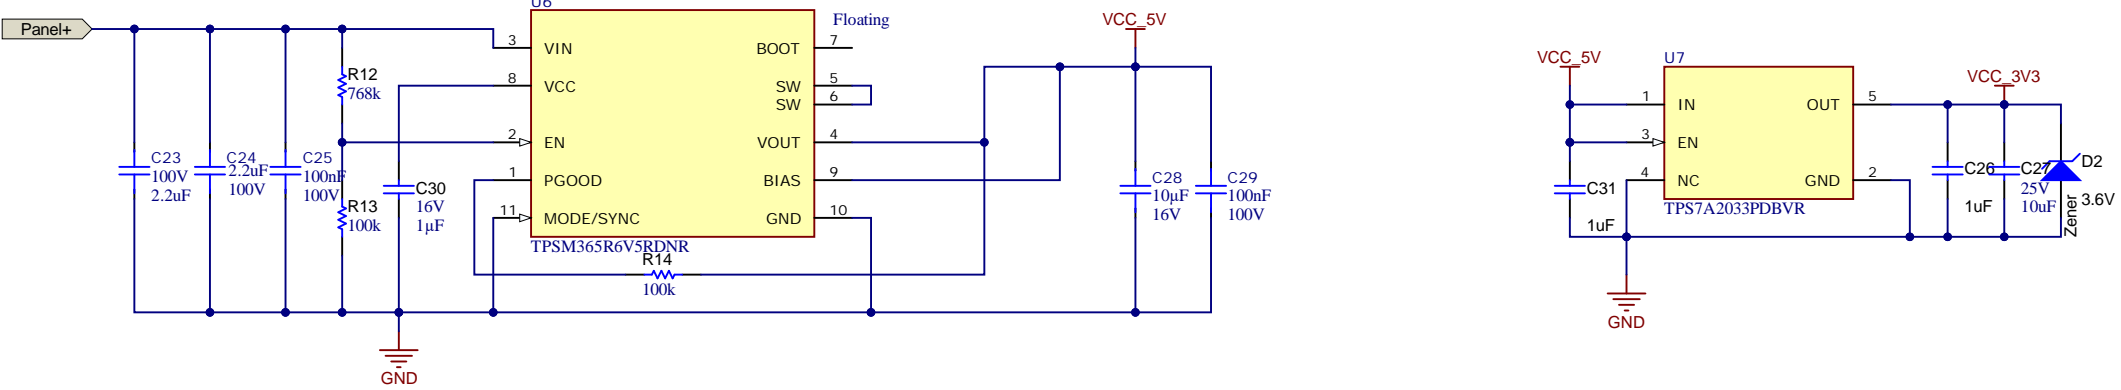 Panel+
R12
768k
C23
100V
2.2uF
C24
2.2uF
100V
C25
100nF
100V
R13
100k
C30
16V
1µF
GND
U6
3 VIN
8 VCC
2 EN
1 PGOOD
11 MODE/SYNC
BOOT 7
SW 5
SW 6
VOUT 4
BIAS 9
GND 10
TPSM365R6V5RDNR
Floating
R14
100k
VCC_5V
C28
10µF
16V
C29
100nF
100V
VCC_5V
U7
1 IN
3 EN
4 NC
OUT 5
GND 2
TPS7A2033PDBVR
C31
1uF
GND
VCC_3V3
C26
1uF
C27
25V
10uF
D2
3.6V
Zener